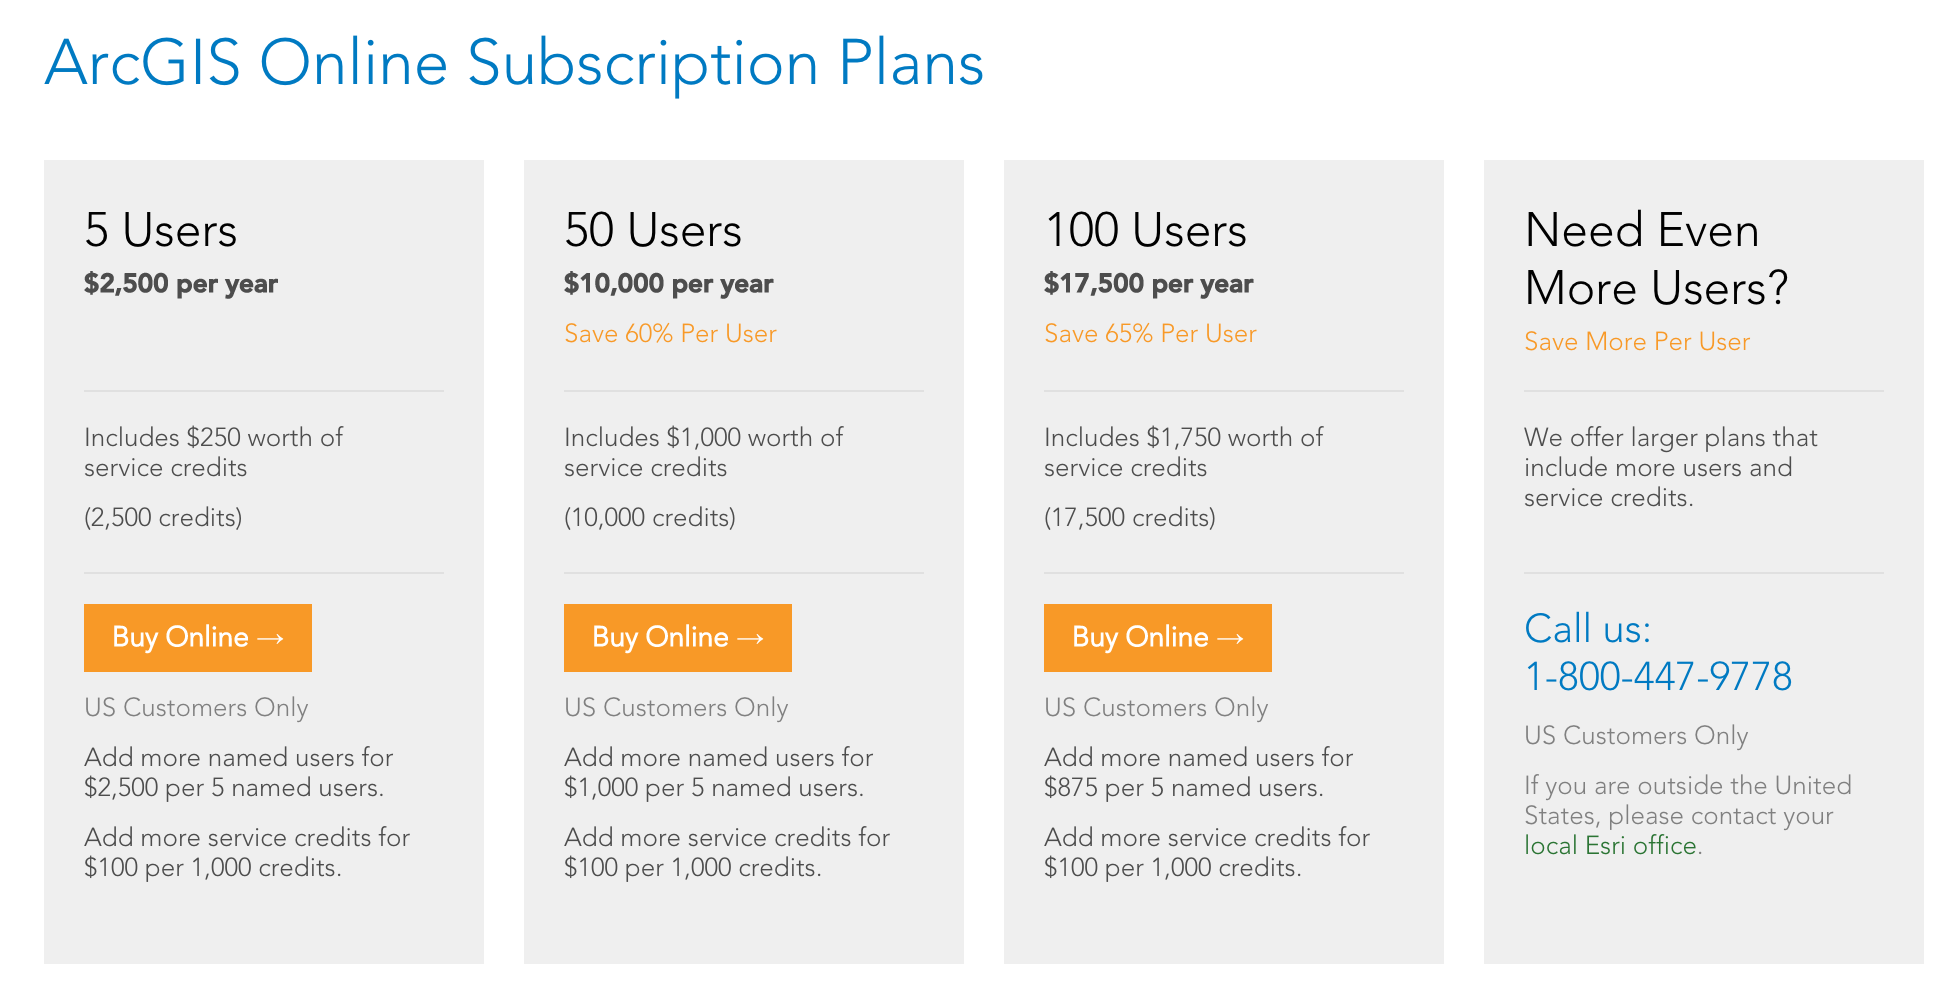 ArcGIS Online Subscription Plans
5 Users
$2,500 per year
Includes $250 worth of
service credits
(2,500 credits)
Buy Online →
US Customers Only
Add more named users for
$2,500 per 5 named users.
Add more service credits for
$100 per 1,000 credits.
50 Users
$10,000 per year
Save 60% Per User
Includes $1,000 worth of
service credits
(10,000 credits)
Buy Online →
US Customers Only
Add more named users for
$1,000 per 5 named users.
Add more service credits for
$100 per 1,000 credits.
100 Users
$17,500 per year
Save 65% Per User
Includes $1,750 worth of
service credits
(17,500 credits)
Buy Online →
US Customers Only
Add more named users for
$875 per 5 named users.
Add more service credits for
$100 per 1,000 credits.
Need Even
More Users?
Save More Per User
We offer larger plans that
include more users and
service credits.
Call us:
1-800-447-9778
US Customers Only
If you are outside the United
States, please contact your
local Esri office.